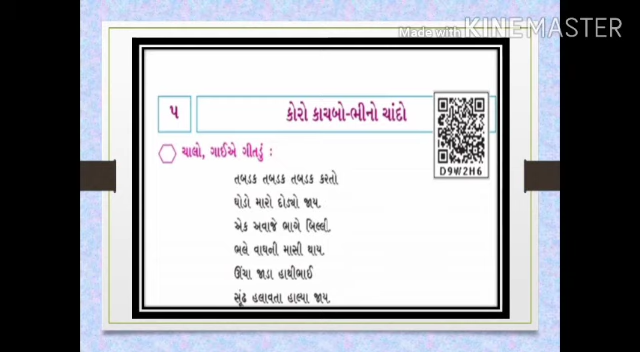 Made with KINEMASTER
૫
કોરો કાચબો-ભીનો ચાંદો
D9W2H6
ચાલો, ગાઈએ ગીતડું :
તબડક તબડક તબડક કરતો
ઘોડો મારો દોડ્યો જાય.
એક અવાજે ભાગે બિલ્લી.
ભલે વાઘની માસી થાય.
ઊંચા જાડા હાથીભાઈ
સૂંઢ હલાવતા હાલ્યા જાય.